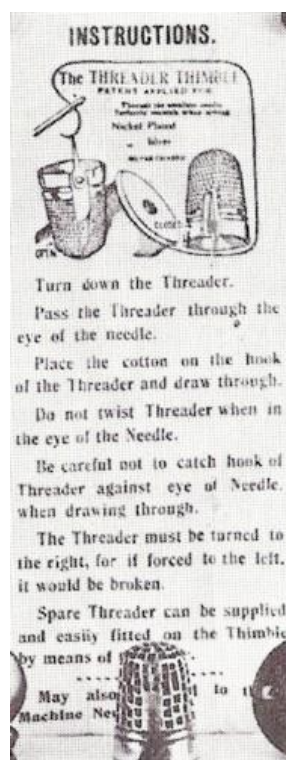 INSTRUCTIONS.
The THREADER THIMBLE
PATENT APPLIED FOR
Nickel Plated
Silver
CLOSED
OPEN
Turn down the Threader.
Pass the Threader through the
eye of the needle.
Place the cotton on the hook
of the Threader and draw through.
Do not twist Threader when in
the eye of the Needle.
Be careful not to catch hook of
Threader against eye of Needle.
when drawing through.
The Threader must be turned to
the right, for if forced to the left,
it would be broken.
Spare Threader can be supplied
and easily fitted on the Thimble
by means of
May also to
Machine